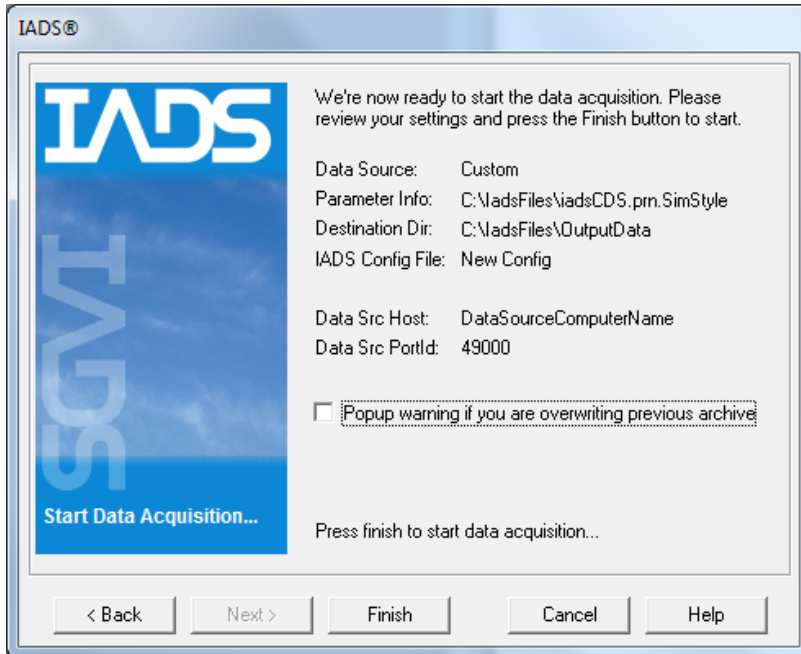 IADS®
IADS
We're now ready to start the data acquisition. Please
review your settings and press the Finish button to start.
Data Source: Custom
Parameter Info: C:\IadsFiles\iadsCDS.prn.SimStyle
Destination Dir: C:\IadsFiles\OutputData
IADS Config File: New Config
Data Src Host: DataSourceComputerName
Data Src PortId: 49000
Popup warning if you are overwriting previous archive
SGVI
Start Data Acquisition...
Press finish to start data acquisition...
< Back Next > Finish Cancel Help